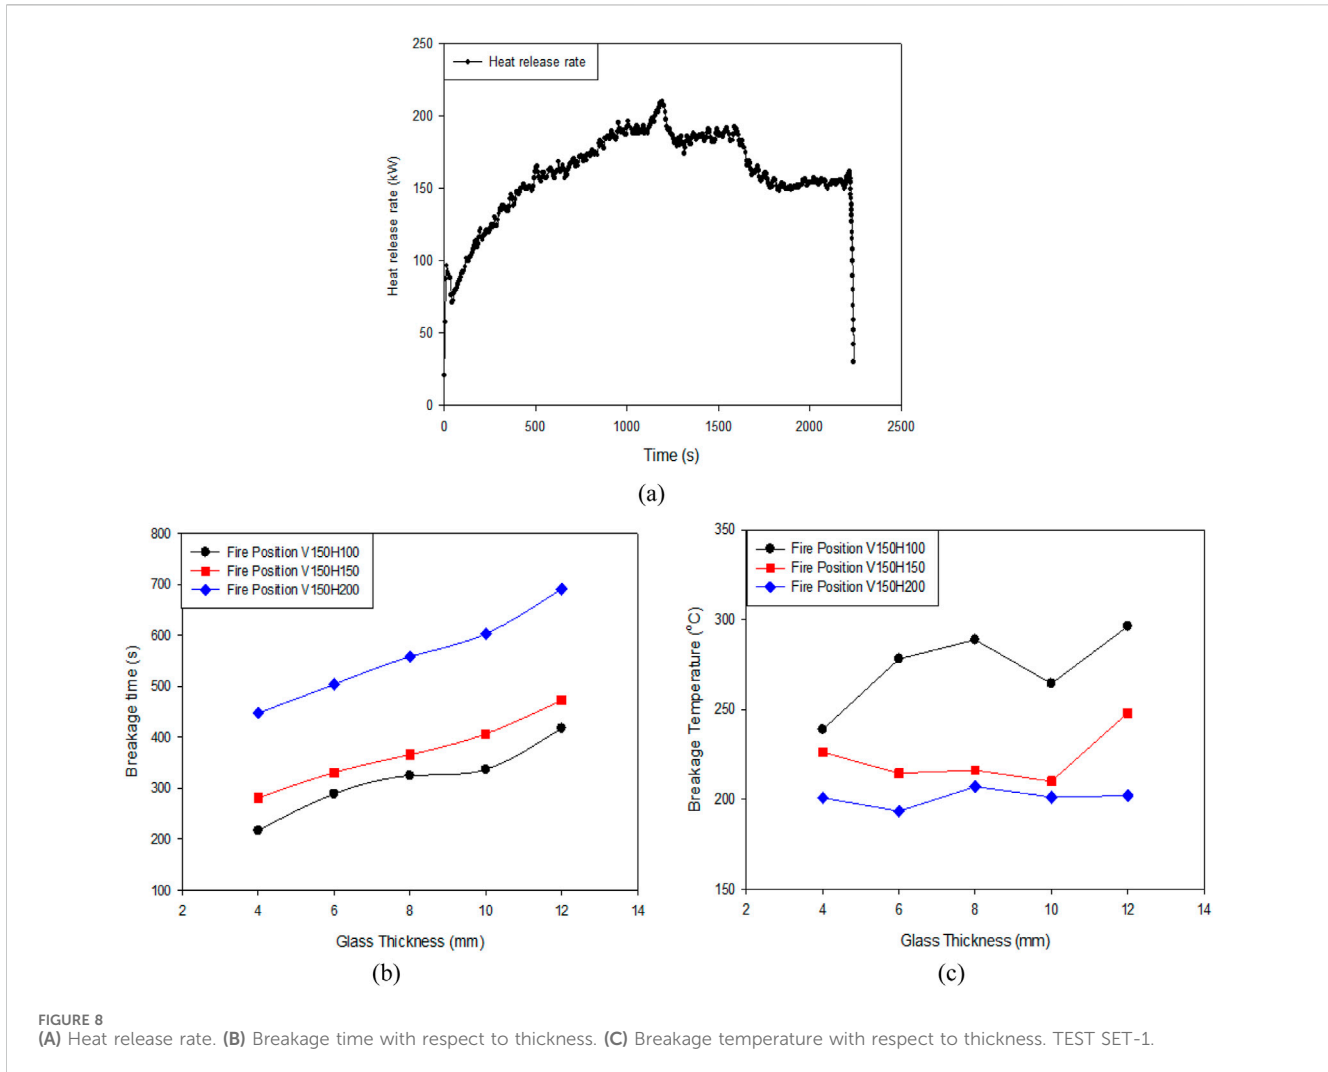 250
200
150
100
50
0
Heat release rate (kW)
Heat release rate
0 500 1000 1500 2000 2500
Time (s)
(a)
800
700
600
500
400
300
200
100
Breakage time (s)
Fire Position V150H100
Fire Position V150H150
Fire Position V150H200
2 4 6 8 10 12 14
Glass Thickness (mm)
(b)
350
300
250
200
150
Breakage Temperature (°C)
Fire Position V150H100
Fire Position V150H150
Fire Position V150H200
2 4 6 8 10 12 14
Glass Thickness (mm)
(c)
FIGURE 8
(A) Heat release rate. (B) Breakage time with respect to thickness. (C) Breakage temperature with respect to thickness. TEST SET-1.